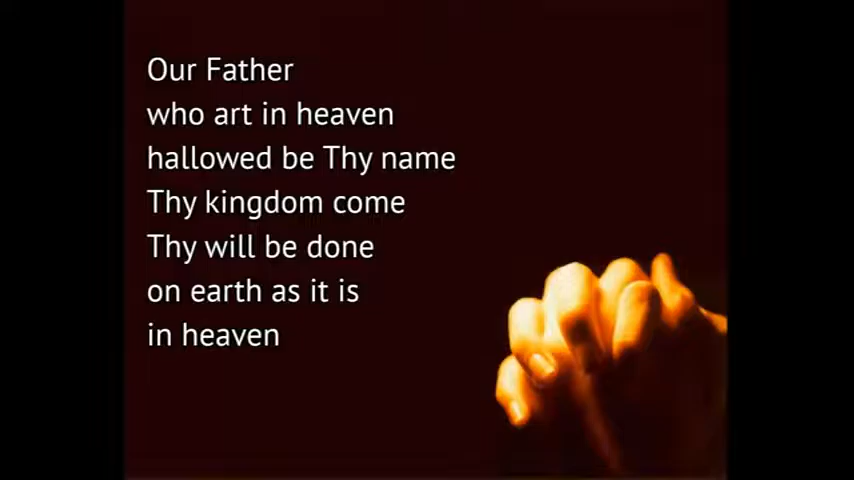 Our Father
who art in heaven
hallowed be Thy name
Thy kingdom come
Thy will be done
on earth as it is
in heaven